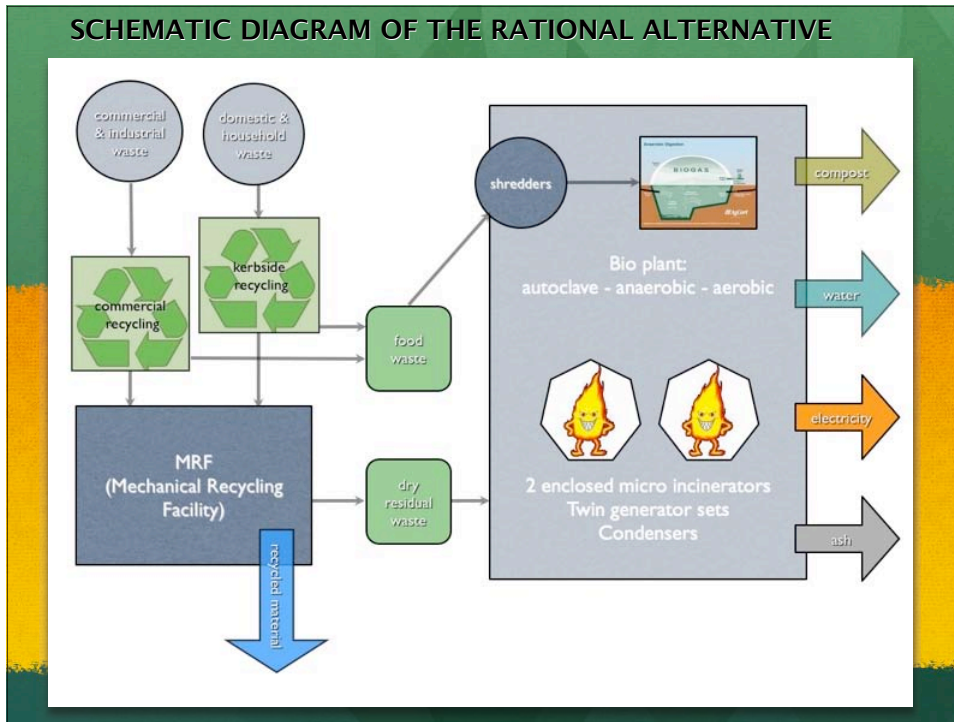 SCHEMATIC DIAGRAM OF THE RATIONAL ALTERNATIVE
commercial
& industrial
waste
domestic &
household
waste
shredders
Anaerobic Digestion
BIOGAS
compost
kerbside
recycling
commercial
recycling
Bio plant:
autoclave - anaerobic - aerobic
water
food
waste
electricity
MRF
(Mechanical Recycling
Facility)
dry
residual
waste
2 enclosed micro incinerators
Twin generator sets
Condensers
ash
recycled material